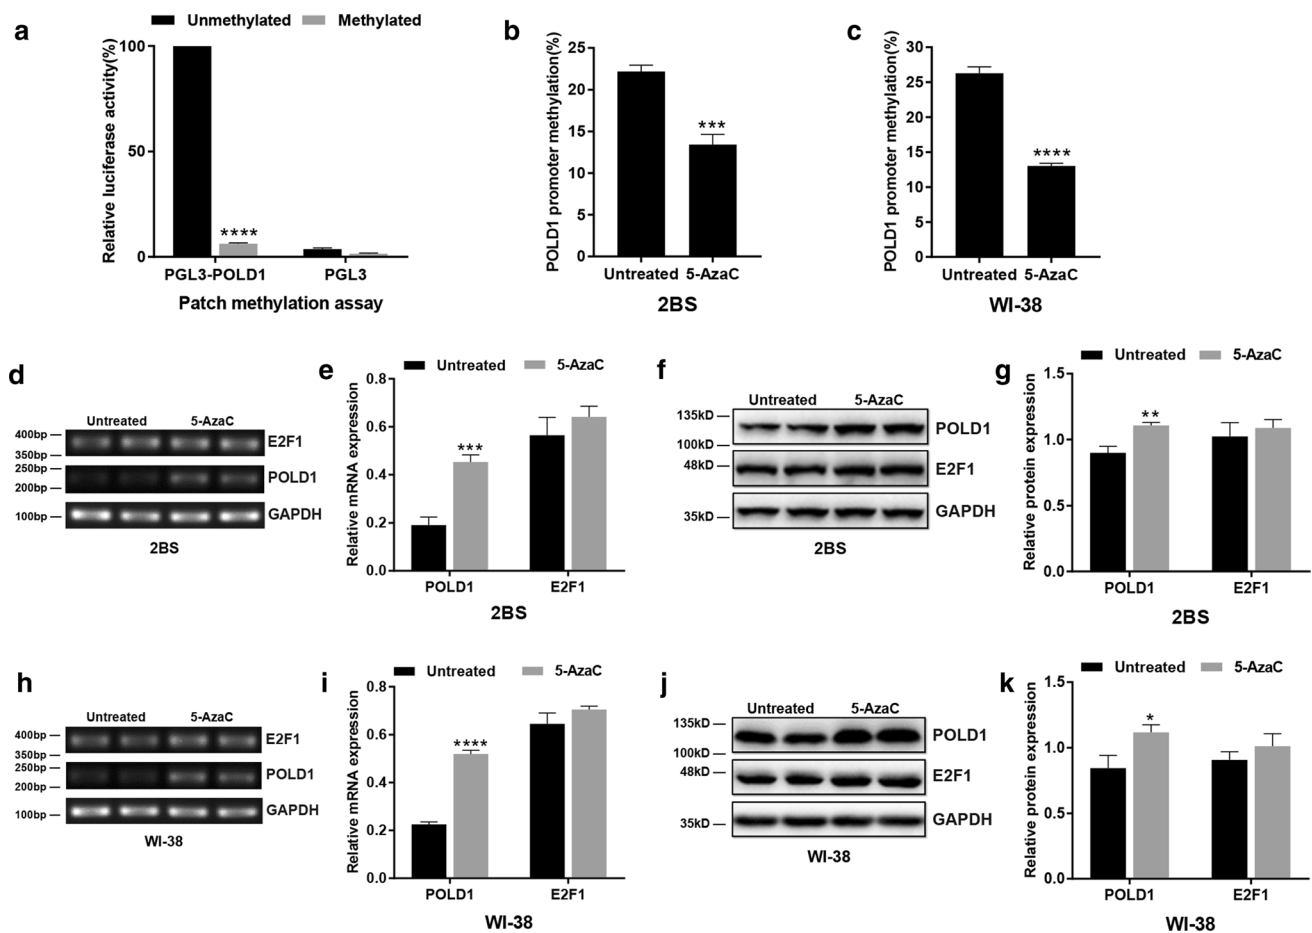 a
Unmethylated Methylated
Relative luciferase activity(%)
100
50
0
PGL3-POLD1 PGL3
****
Patch methylation assay
b
POLD1 promoter methylation(%)
25
20
15
10
5
0
***
Untreated 5-AzaC
2BS
c
POLD1 promoter methylation(%)
30
25
20
15
10
5
0
****
Untreated 5-AzaC
WI-38
d
Untreated 5-AzaC
400bp
350bp
E2F1
250bp
200bp
POLD1
100bp
GAPDH
2BS
e
Untreated 5-AzaC
Relative mRNA expression
0.8
0.6
0.4
0.2
0.0
***
POLD1 E2F1
2BS
f
Untreated 5-AzaC
135kD
100kD
POLD1
48kD
E2F1
35kD
GAPDH
2BS
g
Untreated 5-AzaC
Relative protein expression
1.5
1.0
0.5
0.0
**
POLD1 E2F1
2BS
h
Untreated 5-AzaC
400bp
350bp
E2F1
250bp
200bp
POLD1
100bp
GAPDH
WI-38
i
Untreated 5-AzaC
Relative mRNA expression
0.8
0.6
0.4
0.2
0.0
****
POLD1 E2F1
WI-38
j
Untreated 5-AzaC
135kD
100kD
POLD1
48kD
E2F1
35kD
GAPDH
WI-38
k
Untreated 5-AzaC
Relative protein expression
1.5
1.0
0.5
0.0
*
POLD1 E2F1
WI-38